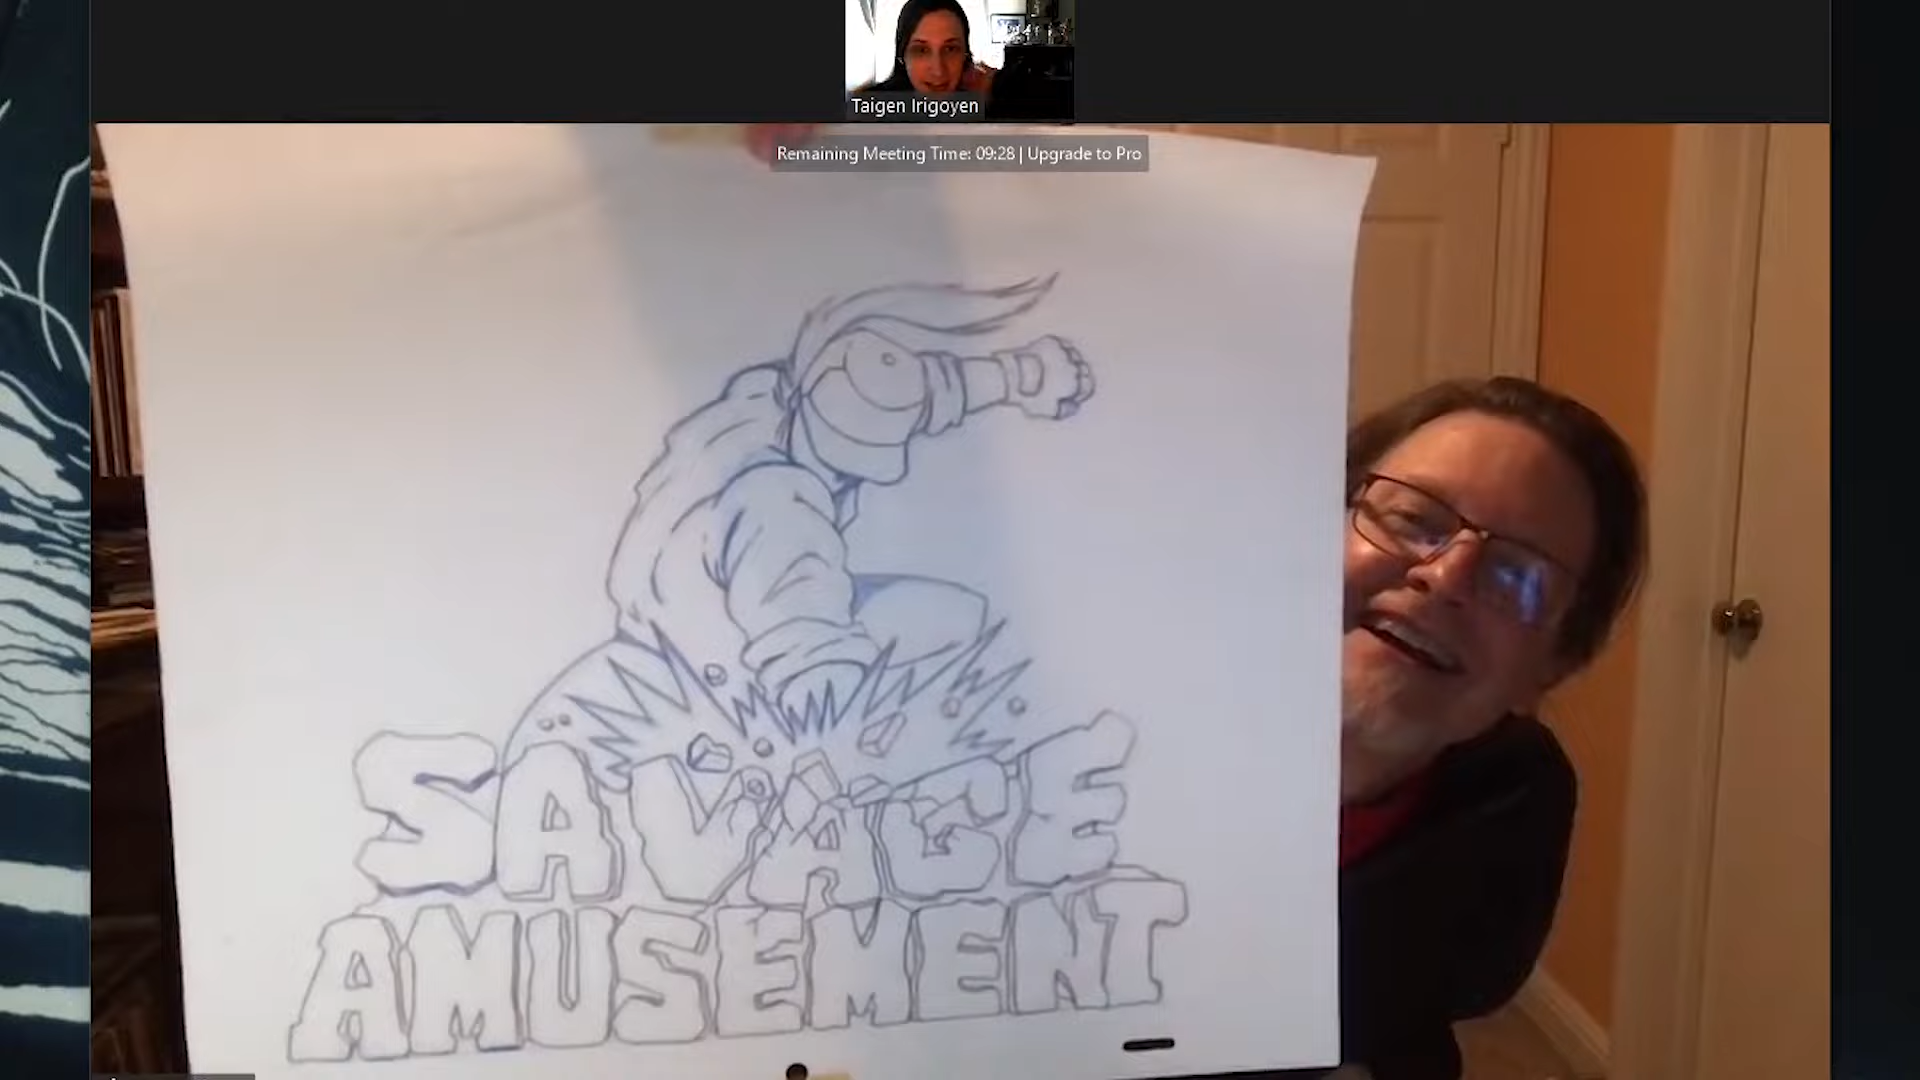 Taigen Irigoyen
Remaining Meeting Time: 09:28 | Upgrade to Pro
SAVAGE
AMUSEMENT